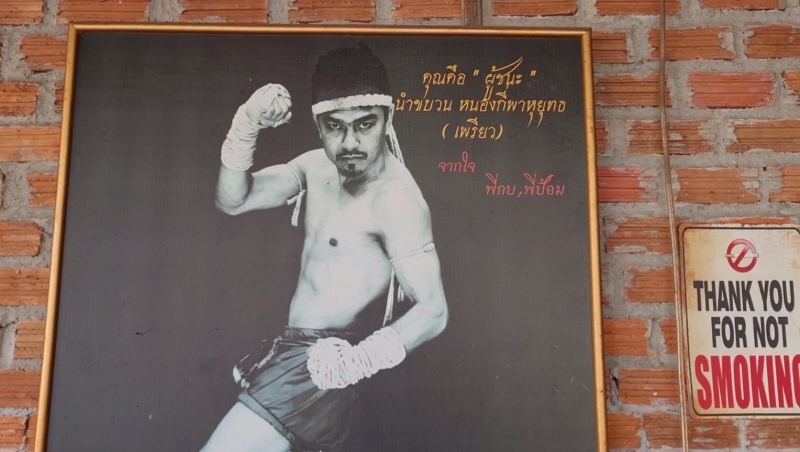 คุณคือ " ผู้ชนะ "
นำขบวน หนองกี่พาหุยุทธ
( เพรียว)
จากใจ
พี่กบ , พี่ป้อม
THANK YOU
FOR NOT
SMOKING